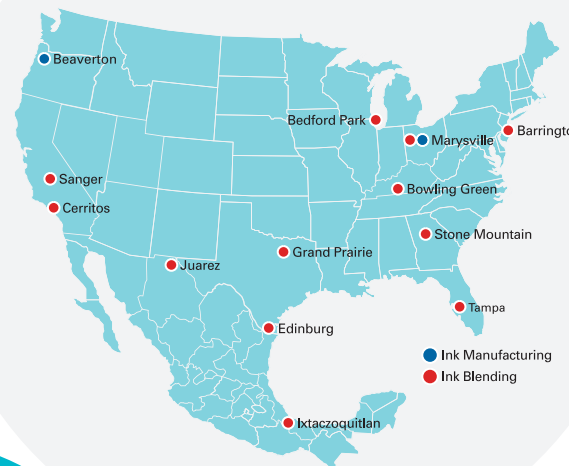 Beaverton
Bedford Park
Marysville
Barringto
Sanger
Bowling Green
Cerritos
Stone Mountain
Grand Prairie
Juarez
Tampa
Edinburg
Ink Manufacturing
Ink Blending
Ixtaczoquitlan